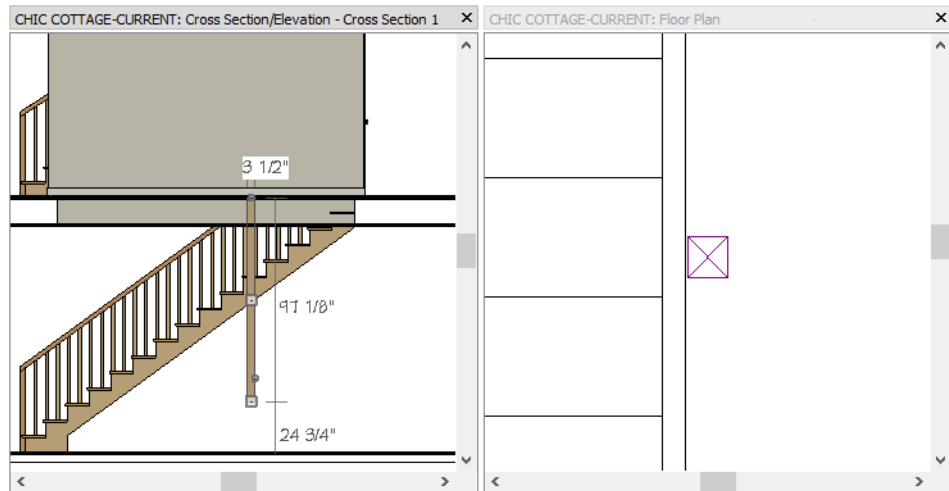 CHIC COTTAGE-CURRENT: Cross Section/Elevation - Cross Section 1
CHIC COTTAGE-CURRENT: Floor Plan
3 1/2"
97 1/8"
24 3/4"